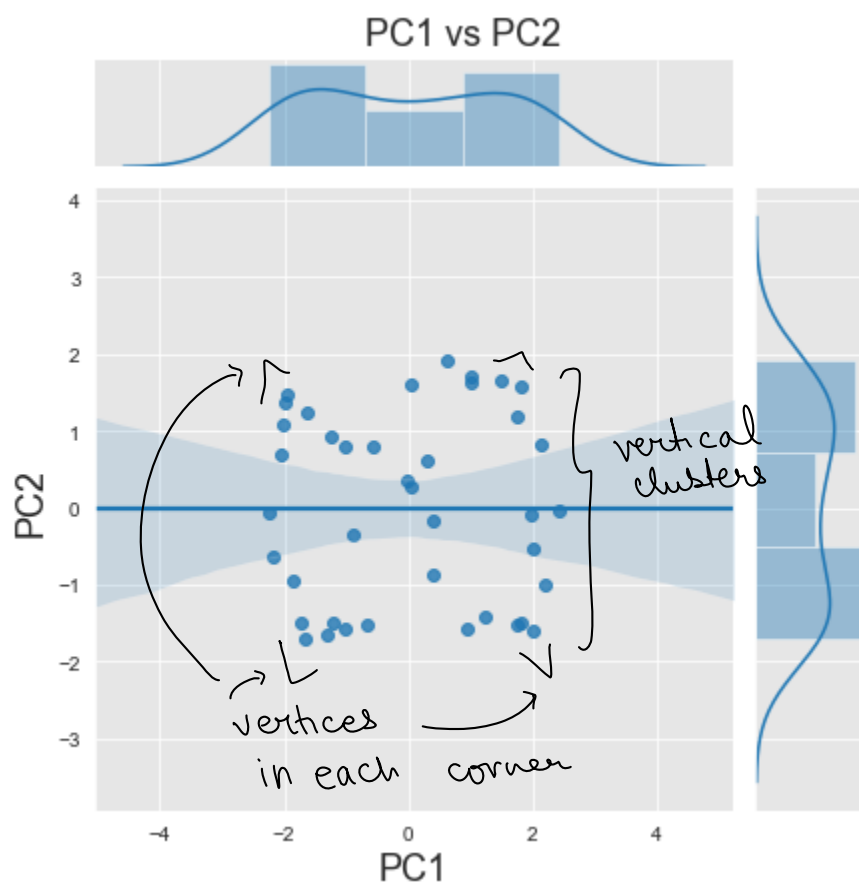 PC1 vs PC2
4
3
2
1
0
−1
−2
−3
PC2
vertical
clusters
vertices
in each corner
−4
−2
0
2
4
PC1